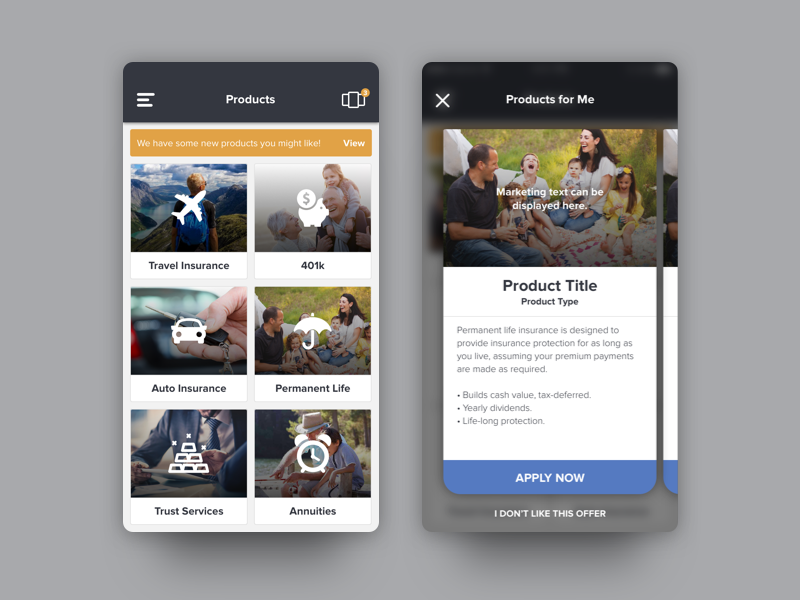 Products
3
We have some new products you might like! View
Travel Insurance
401k
Auto Insurance
Permanent Life
Trust Services
Annuities
Products for Me
Marketing text can be
displayed here.
Product Title
Product Type
Permanent life insurance is designed to
provide insurance protection for as long as
you live, assuming your premium payments
are made as required.
• Builds cash value, tax-deferred.
• Yearly dividends.
• Life-long protection.
APPLY NOW
I DON'T LIKE THIS OFFER